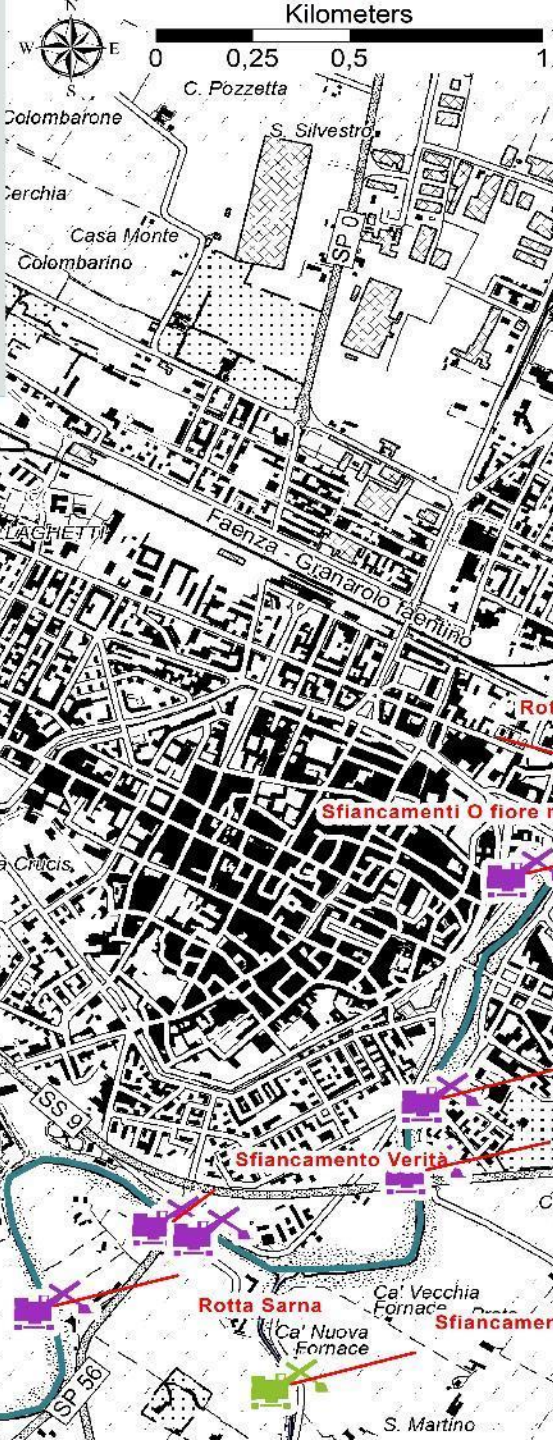 N
Kilometers
W E
S
0 0,25 0,5 1
C. Pozzetta
Colombarone
S. Silvestro
Cerchia
SP 0
Casa Monte
Colombarino
LAGHETTI
Faenza - Granarolo faentino
Rot
Sfiancamenti O fiore
a Crucis
SS 9
Sfiancamento Verità
Ca' Vecchia
Fornace
Rotta Sarna
Sfiancamen
Ca' Nuova
Fornace
SP 56
S. Martino